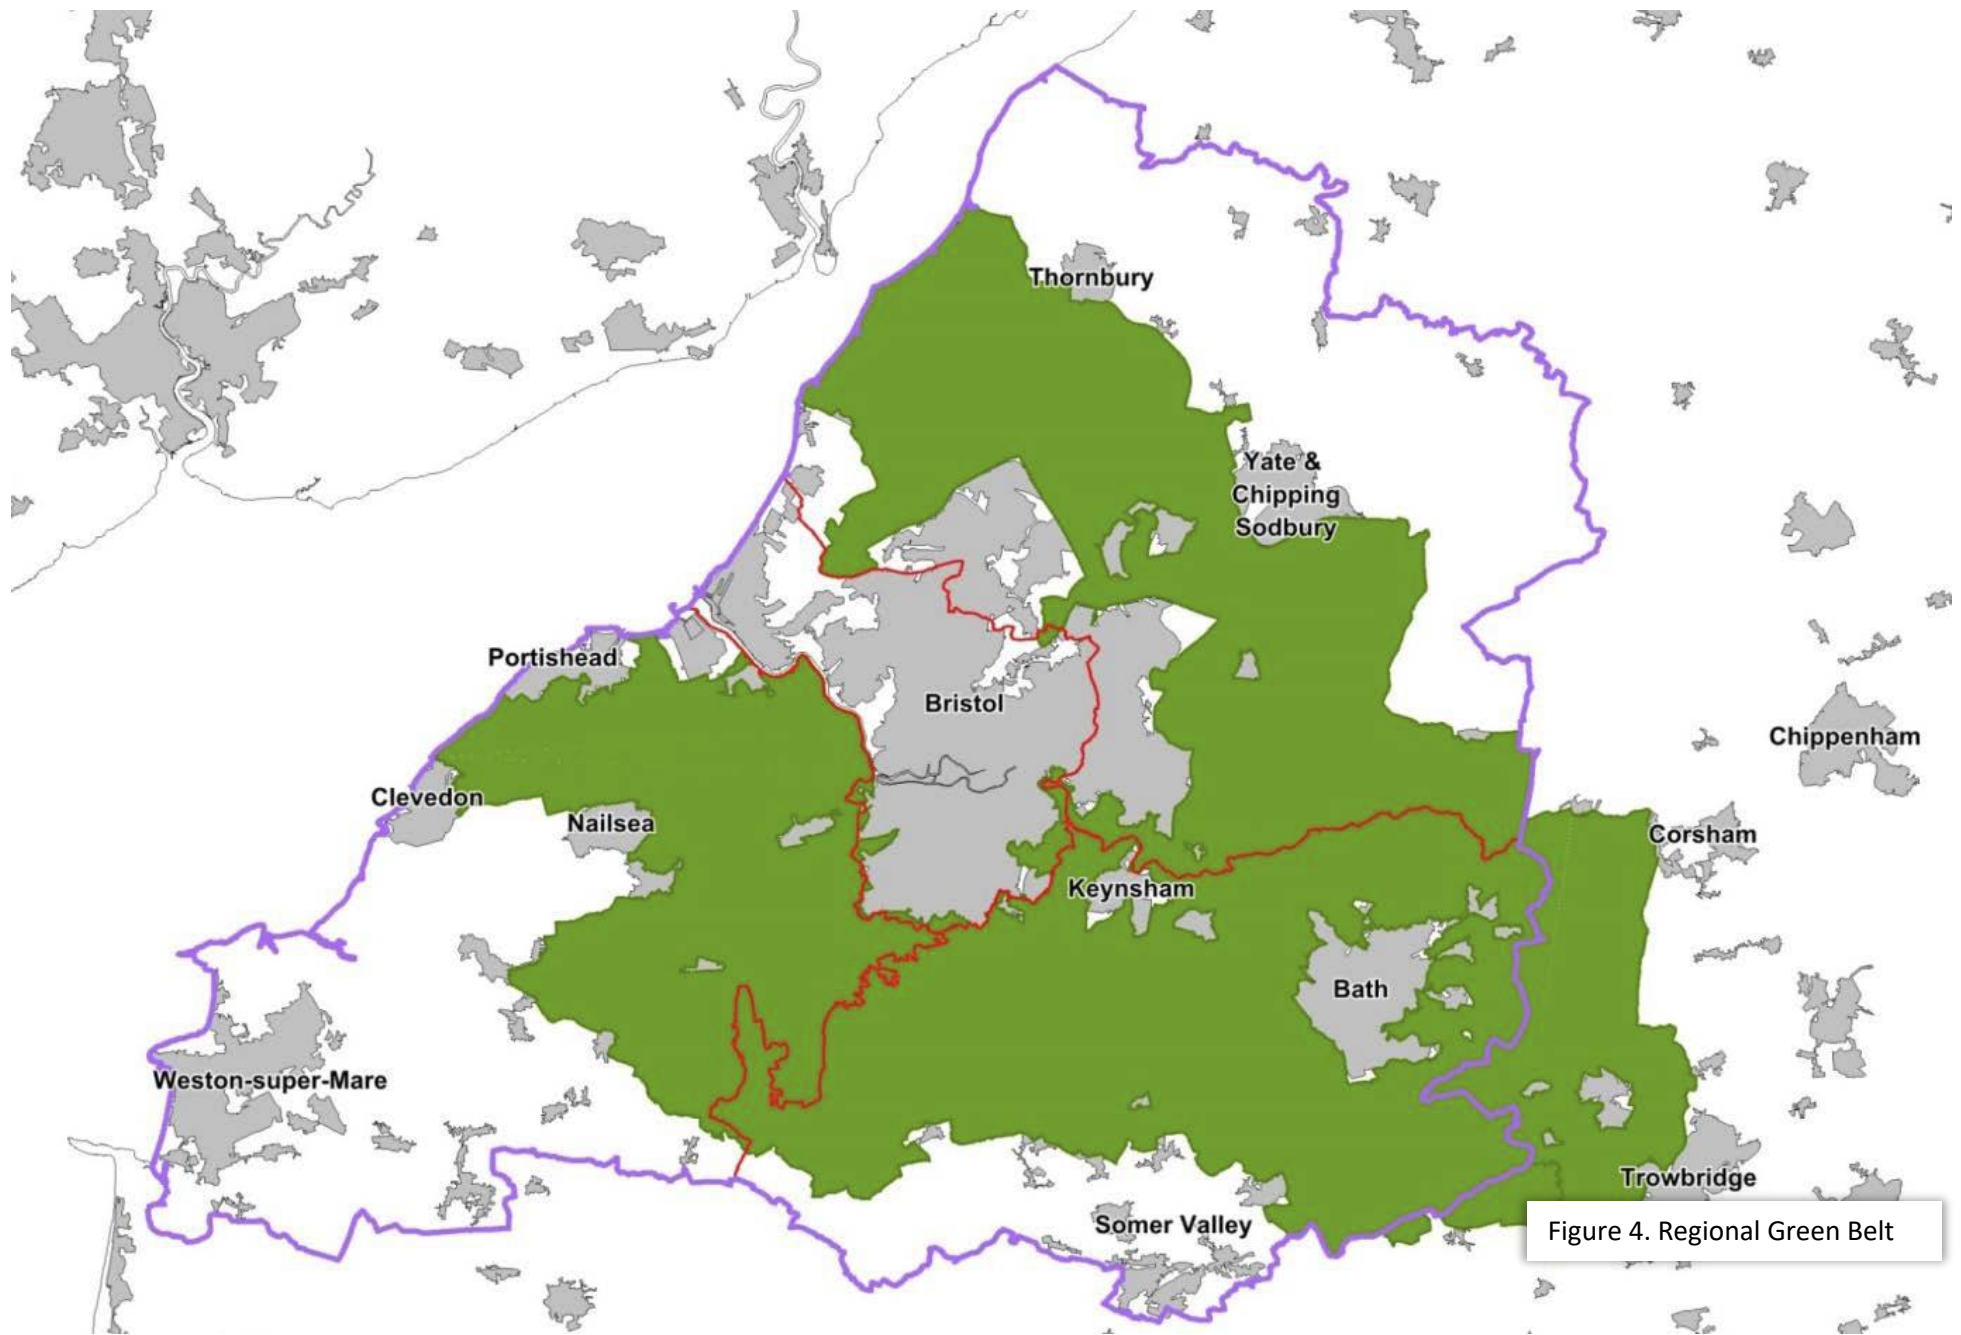 Thornbury
Yate &
Chipping
Sodbury
Portishead
Bristol
Chippenham
Clevedon
Nailsea
Corsham
Keynsham
Bath
Weston-super-Mare
Trowbridge
Somer Valley
Figure 4. Regional Green Belt